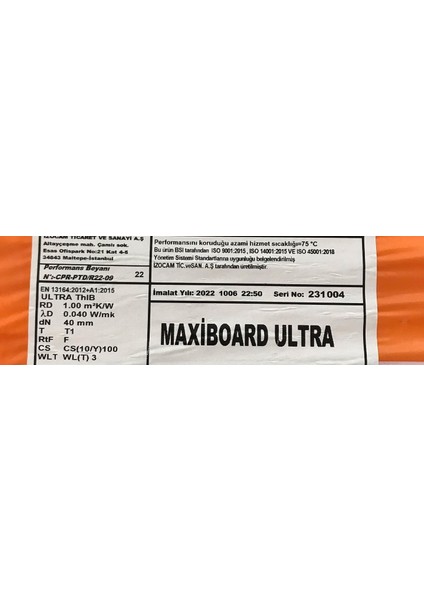 İZOCAM TİCARET VE SANAYİ A.Ş
Altayçeşme mah. Çamlı sok.
Esas Ofispark No:21 Kat 4-5
34843 Maltepe-İstanbul
Performans Beyanı
N°:-CPR-PTD/R22-09
22
EN 13164:2012+A1:2015
ULTRA ThIB
RD 1.00 m²K/W
λD 0.040 W/mk
dN 40 mm
T T1
RtF F
CS CS(10/Y)100
WLT WL(T) 3
Performansını koruduğu azami hizmet sıcaklığı=75 °C
Bu ürün BSI tarafından ISO 9001:2015 , ISO 14001:2015 VE ISO 45001:2018
Yönetim Sistemi Standartlarına uygunluğu belgelendirilmiş
İZOCAM TİC.veSAN. A.Ş tarafından üretilmiştir.
İmalat Yılı: 2022 1006 22:50 Seri No: 231004
MAXİBOARD ULTRA